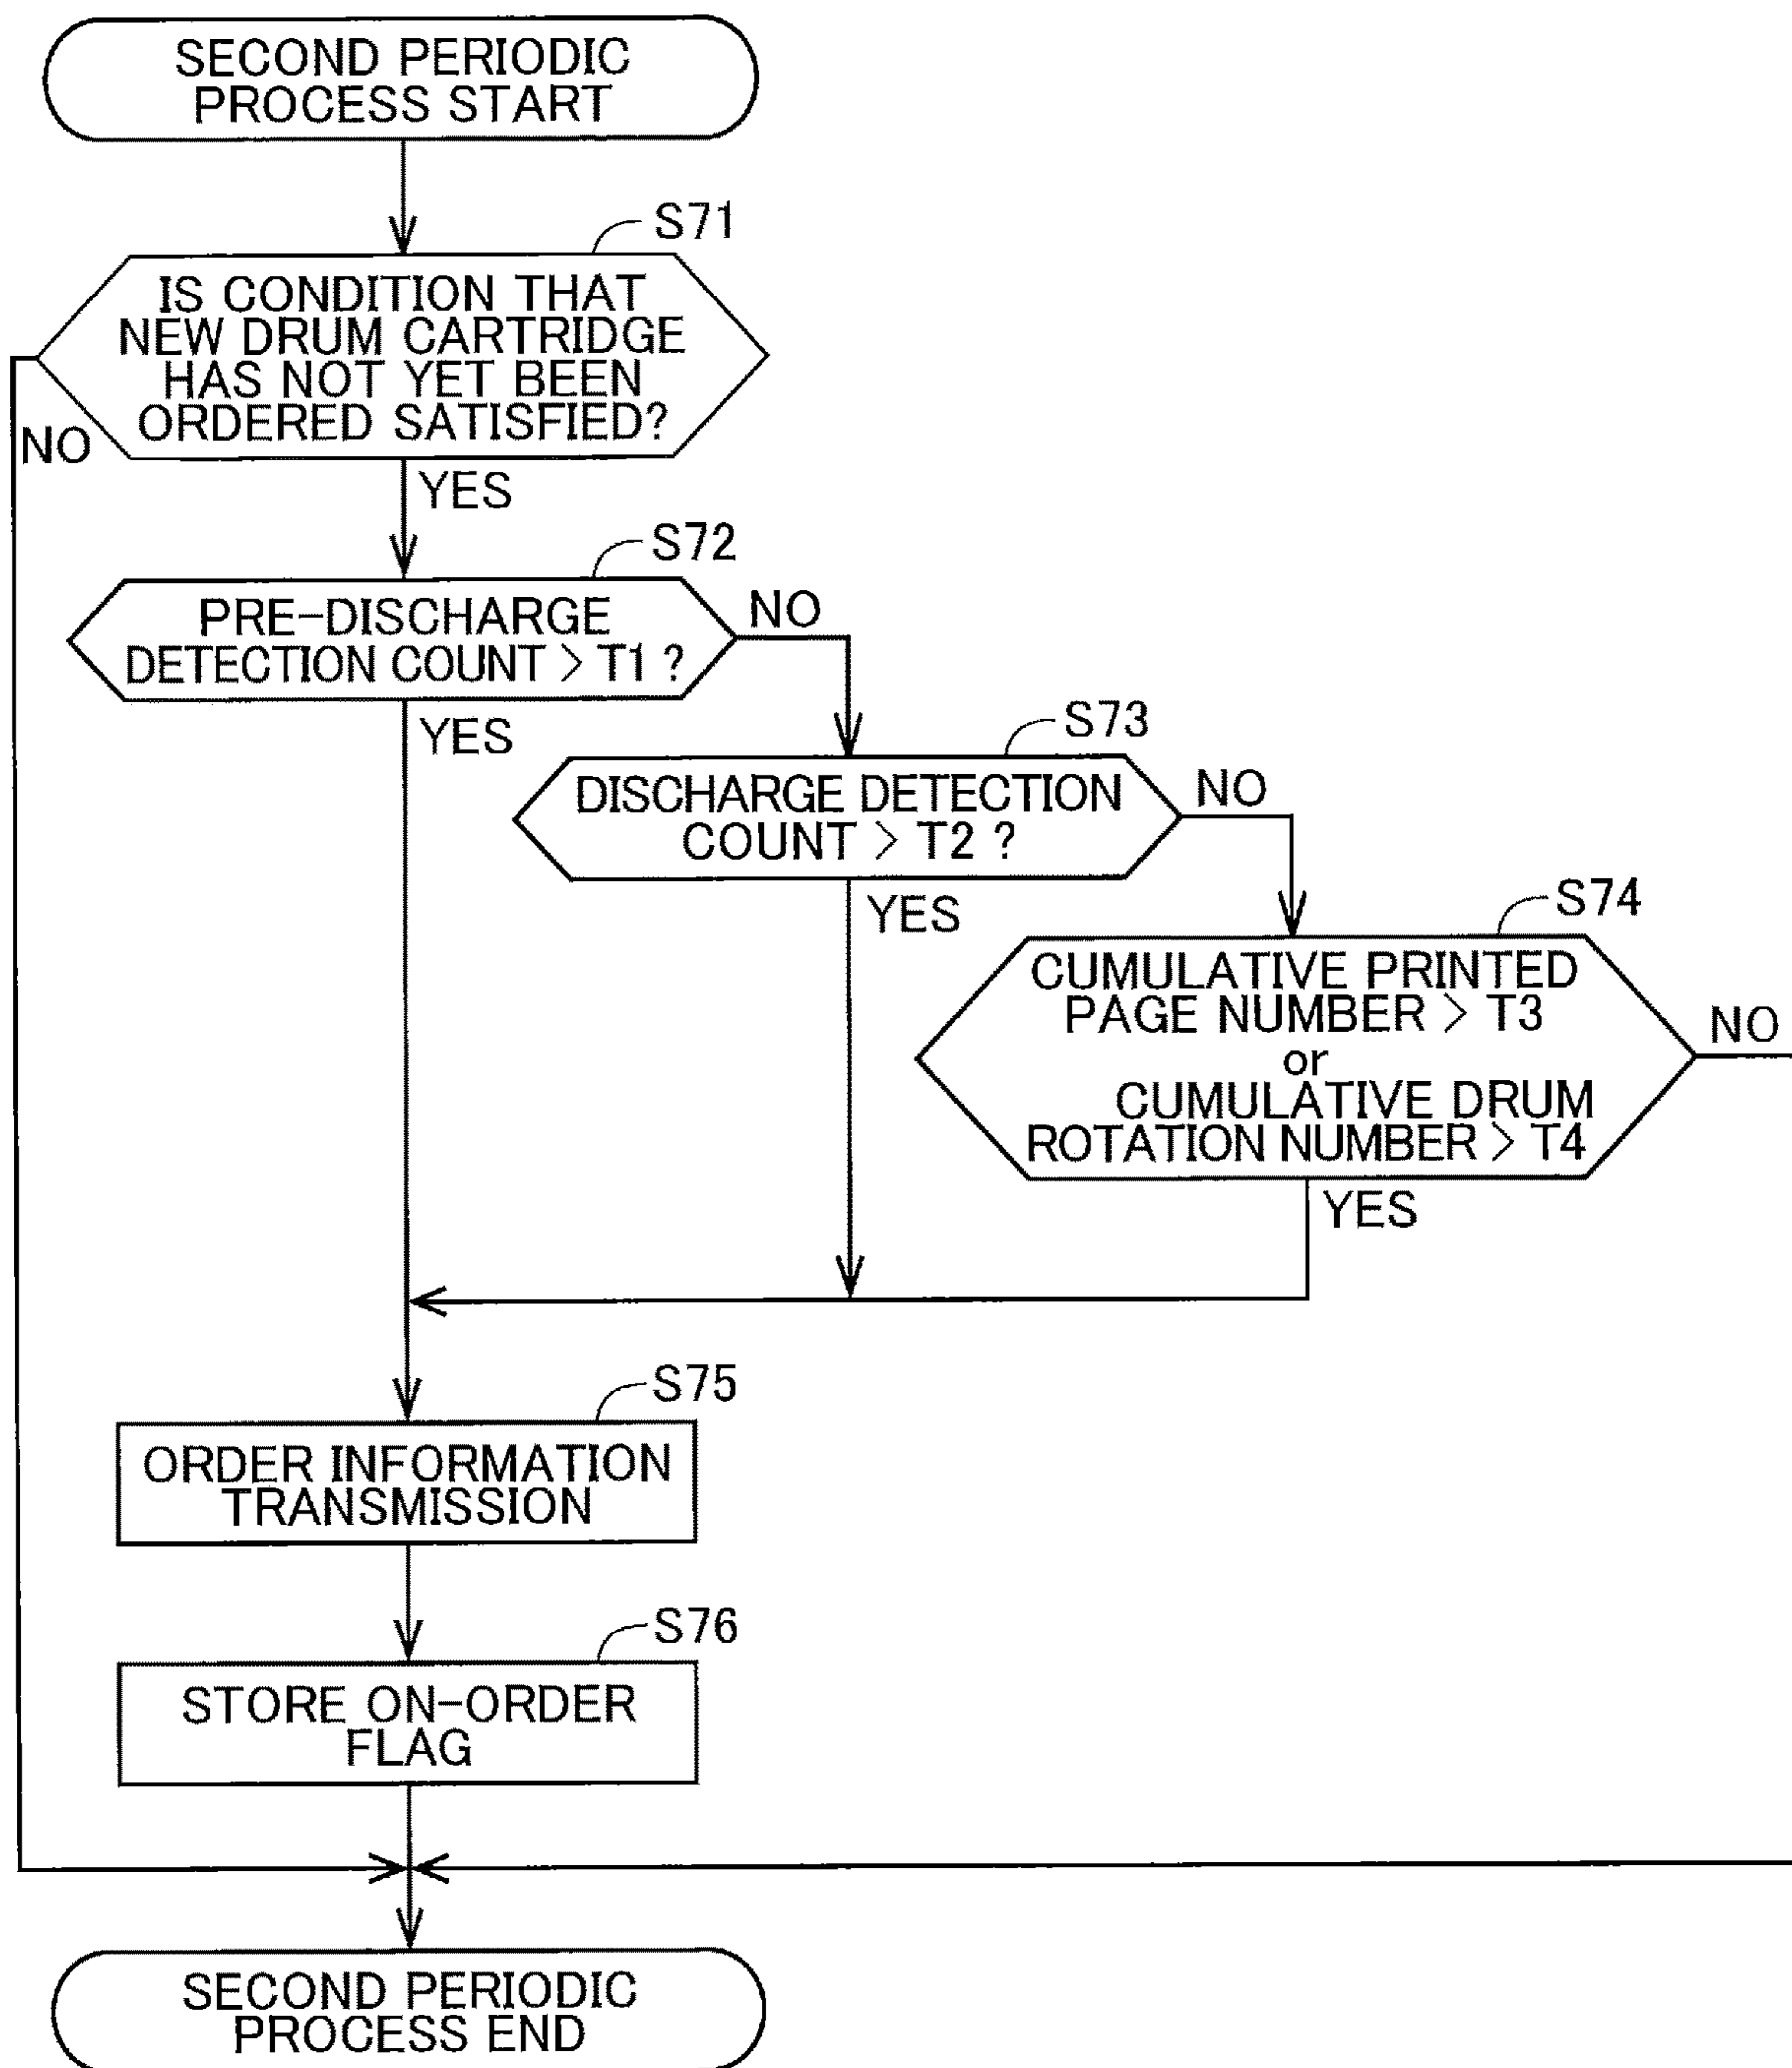 SECOND PERIODIC
PROCESS START
S71
IS CONDITION THAT
NEW DRUM CARTRIDGE
HAS NOT YET BEEN
ORDERED SATISFIED?
NO
YES
S72
PRE-DISCHARGE
DETECTION COUNT > T1 ?
NO
YES
S73
DISCHARGE DETECTION
COUNT > T2 ?
NO
YES
S74
CUMULATIVE PRINTED
PAGE NUMBER > T3
or
CUMULATIVE DRUM
ROTATION NUMBER > T4
NO
YES
S75
ORDER INFORMATION
TRANSMISSION
S76
STORE ON-ORDER
FLAG
SECOND PERIODIC
PROCESS END